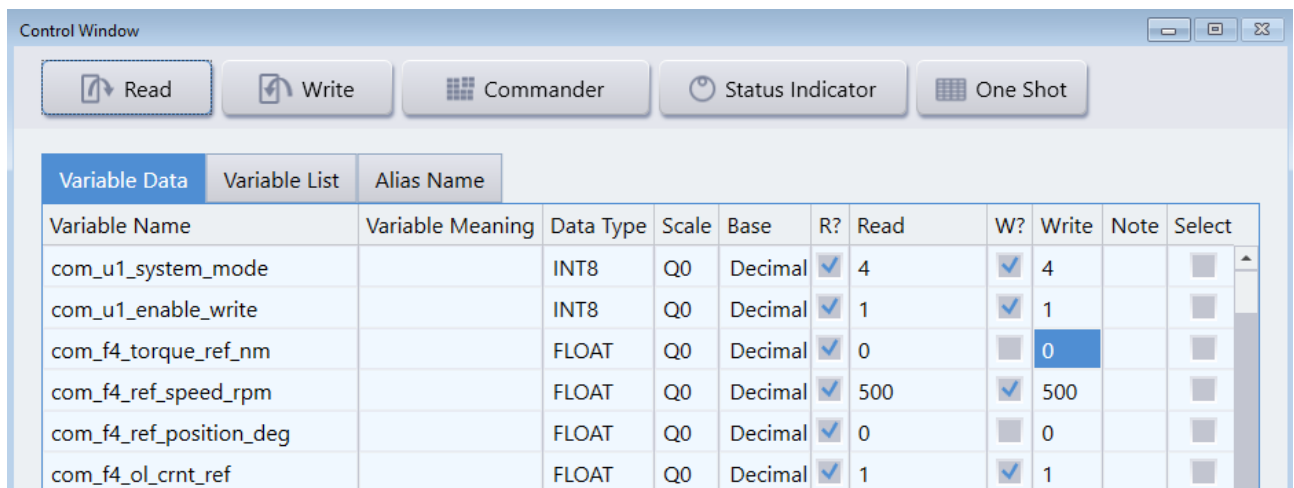 Control Window
Read Write Commander Status Indicator One Shot
Variable Data Variable List Alias Name
Variable Name Variable Meaning Data Type Scale Base R? Read W? Write Note Select
com_u1_system_mode INT8 Q0 Decimal 4 4
com_u1_enable_write INT8 Q0 Decimal 1 1
com_f4_torque_ref_nm FLOAT Q0 Decimal 0 0
com_f4_ref_speed_rpm FLOAT Q0 Decimal 500 500
com_f4_ref_position_deg FLOAT Q0 Decimal 0 0
com_f4_ol_crnt_ref FLOAT Q0 Decimal 1 1